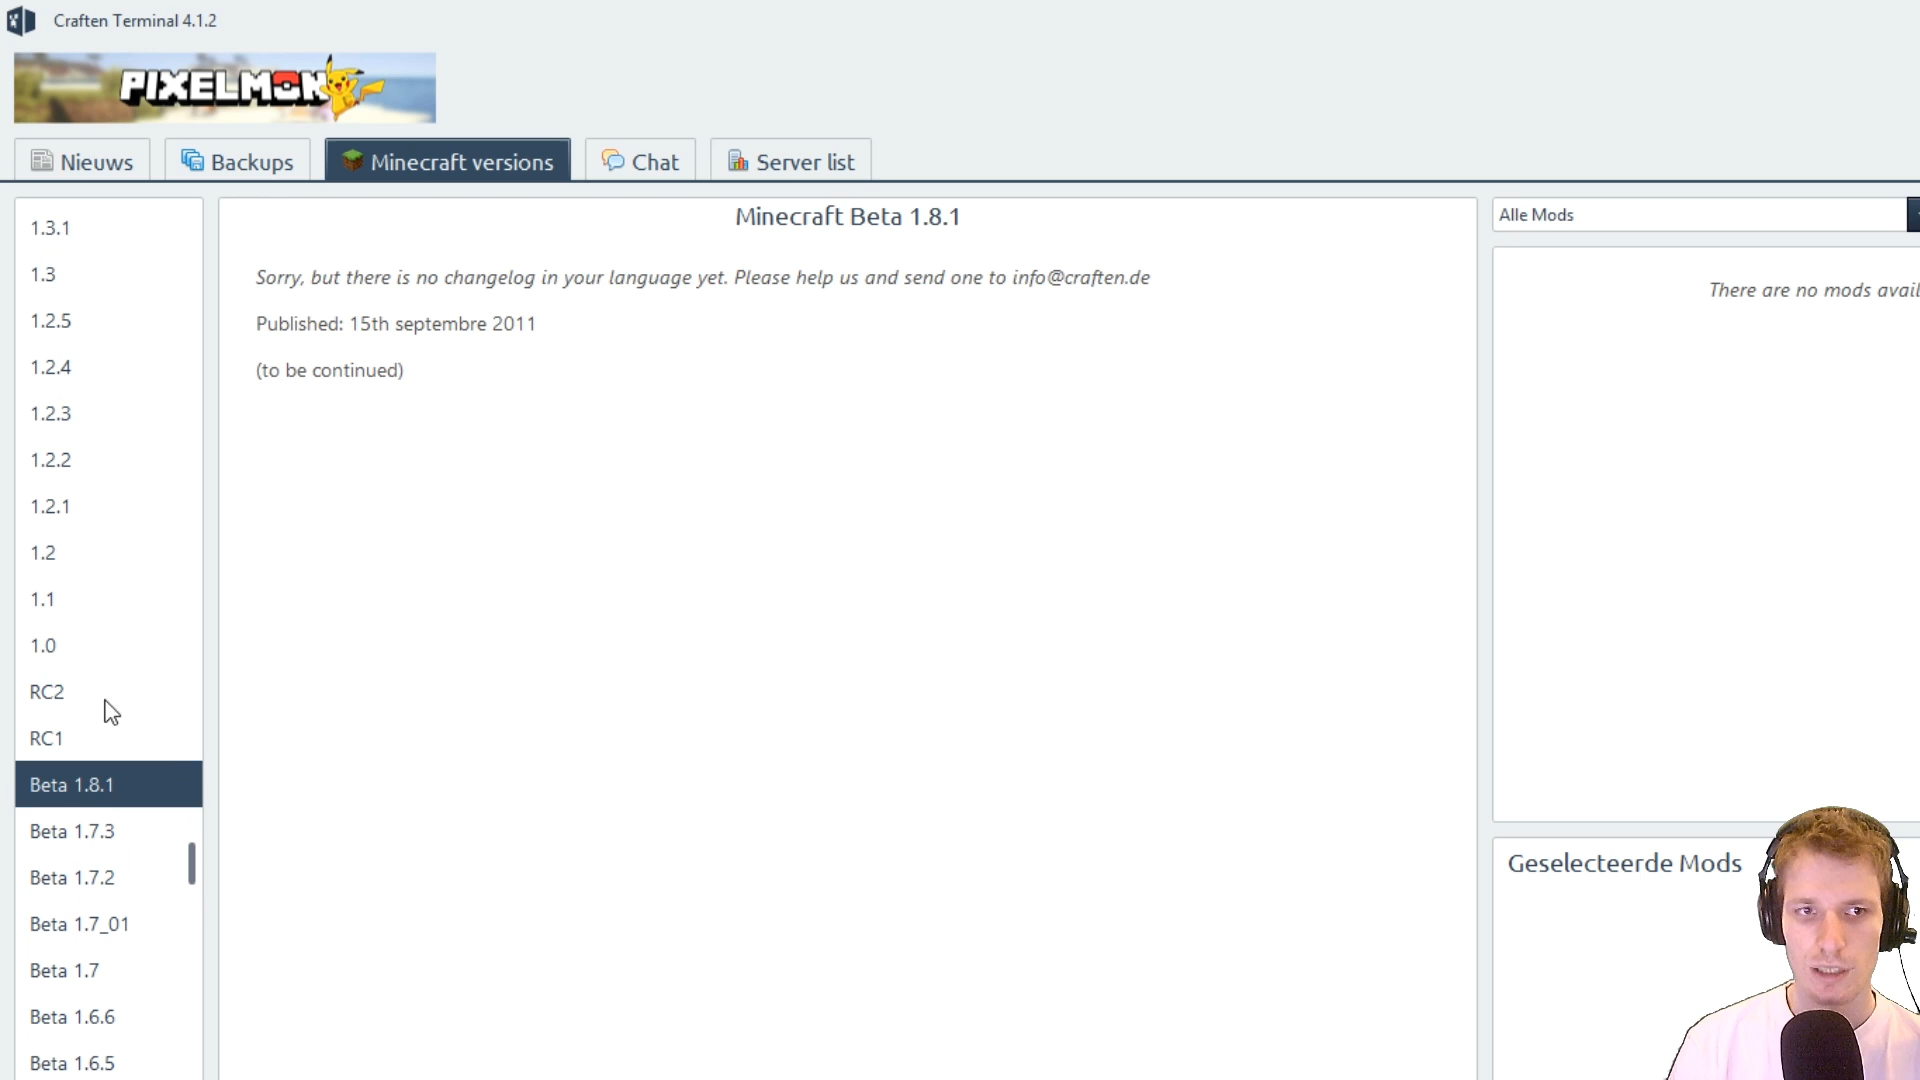 Craften Terminal 4.1.2
PIXELMON
Nieuws
Backups
Minecraft versions
Chat
Server list
1.3.1
1.3
1.2.5
1.2.4
1.2.3
1.2.2
1.2.1
1.2
1.1
1.0
RC2
RC1
Beta 1.8.1
Beta 1.7.3
Beta 1.7.2
Beta 1.7_01
Beta 1.7
Beta 1.6.6
Beta 1.6.5
Minecraft Beta 1.8.1
Sorry, but there is no changelog in your language yet. Please help us and send one to info@craften.de
Published: 15th septembre 2011
(to be continued)
Alle Mods
There are no mods avail
Geselecteerde Mods